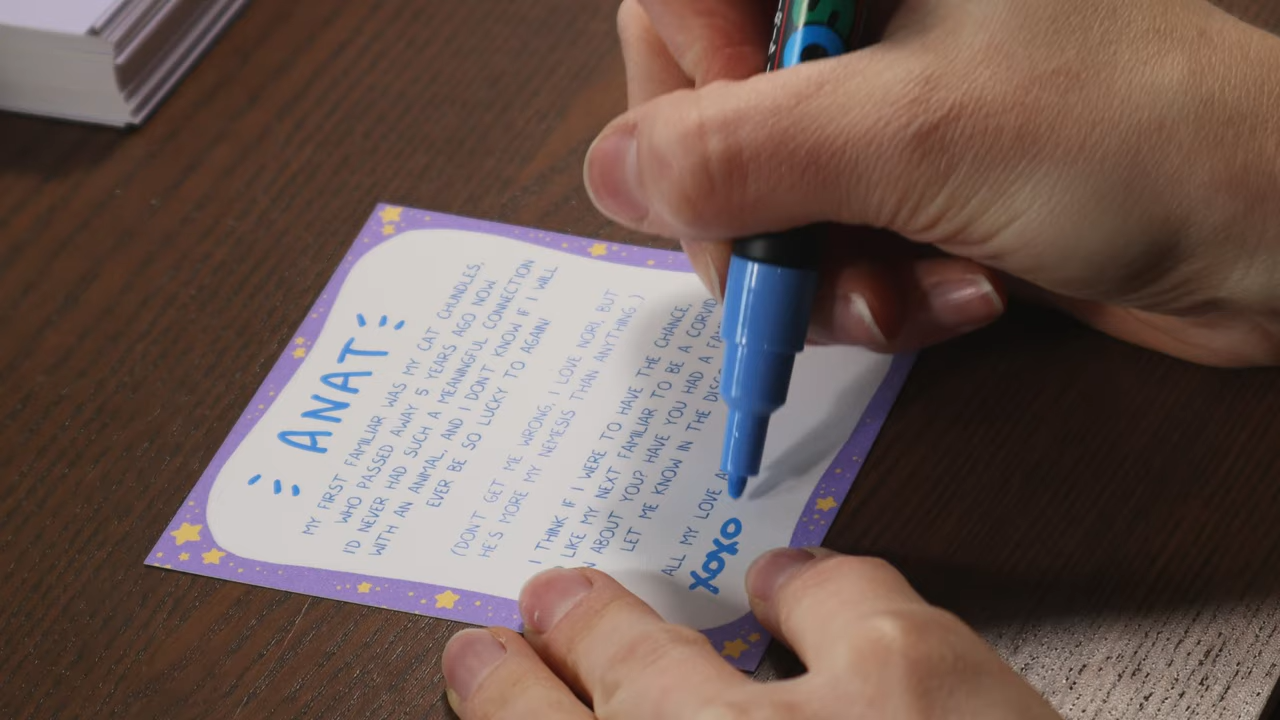 ANAT
MY FIRST FAMILIAR WAS MY CAT CHUNDLES,
WHO PASSED AWAY 5 YEARS AGO NOW.
I'D NEVER HAD SUCH A MEANINGFUL CONNECTION
WITH AN ANIMAL, AND I DON'T KNOW IF I WILL
EVER BE SO LUCKY TO AGAIN!
(DON'T GET ME WRONG, I LOVE NORI, BUT
HE'S MORE MY NEMESIS THAN ANYTHING.)
I THINK IF I WERE TO HAVE THE CHANCE,
LIKE MY NEXT FAMILIAR TO BE A CORVID
ABOUT YOU? HAVE YOU HAD A
LET ME KNOW IN THE
ALL MY LOVE
XOXO